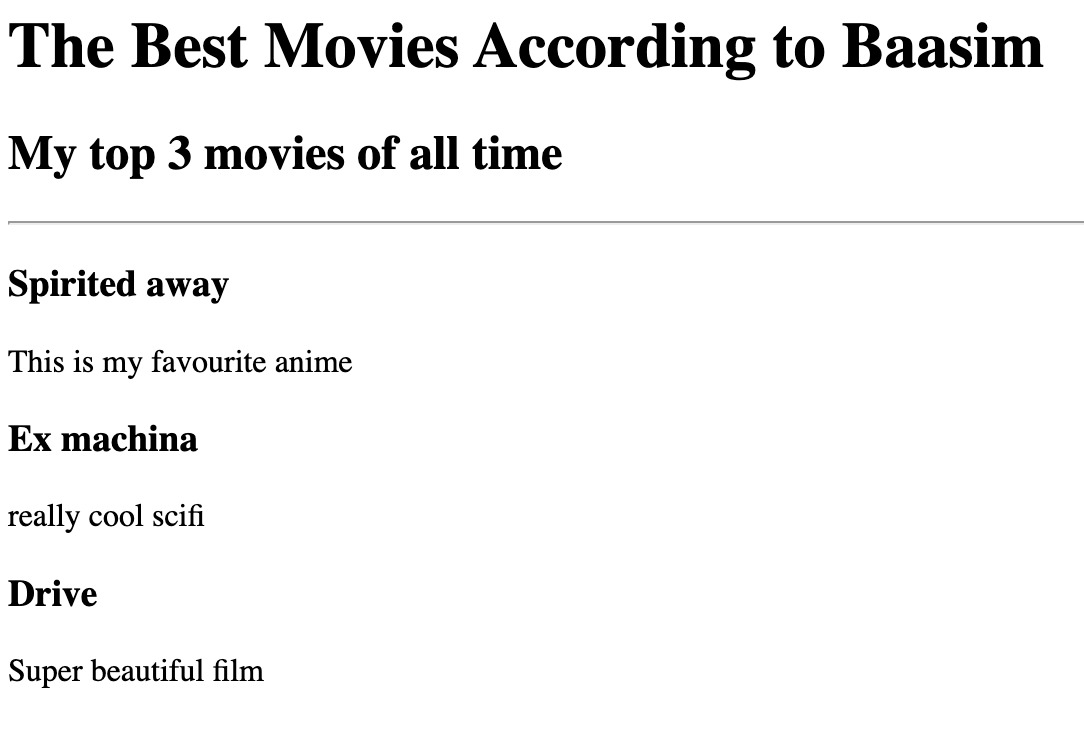 The Best Movies According to Baasim
My top 3 movies of all time
Spirited away
This is my favourite anime
Ex machina
really cool scifi
Drive
Super beautiful film